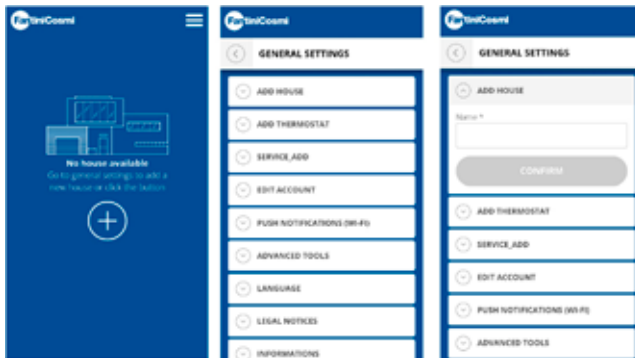 FantiniCosmi
No house available
Go to general settings to add a
new house or click the button
FantiniCosmi
GENERAL SETTINGS
ADD HOUSE
ADD THERMOSTAT
SERVICE_ADD
EDIT ACCOUNT
PUSH NOTIFICATIONS (WI-FI)
ADVANCED TOOLS
LANGUAGE
LEGAL NOTICES
INFORMATIONS
FantiniCosmi
GENERAL SETTINGS
ADD HOUSE
Name *
CONFIRM
ADD THERMOSTAT
SERVICE_ADD
EDIT ACCOUNT
PUSH NOTIFICATIONS (WI-FI)
ADVANCED TOOLS